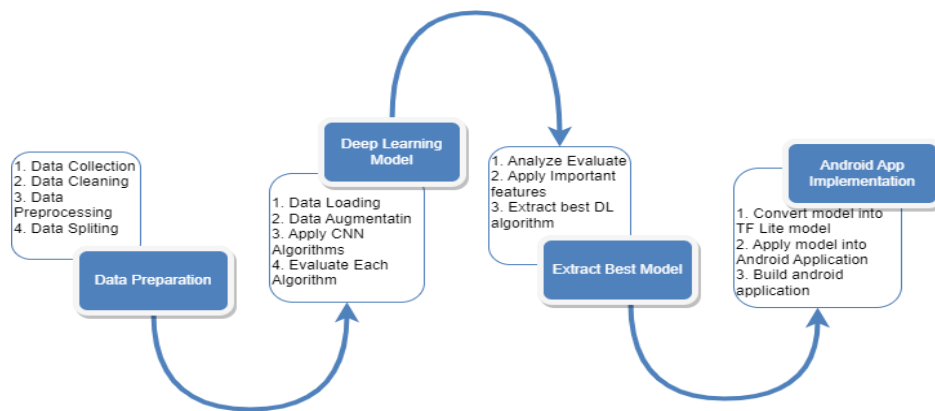 1. Data Collection
2. Data Cleaning
3. Data
Preprocessing
4. Data Spliting
Data Preparation
Deep Learning
Model
1. Data Loading
2. Data Augmentatin
3. Apply CNN
Algorithms
4. Evaluate Each
Algorithm
1. Analyze Evaluate
2. Apply Important
features
3. Extract best DL
algorithm
Extract Best Model
Android App
Implementation
1. Convert model into
TF Lite model
2. Apply model into
Android Application
3. Build android
application